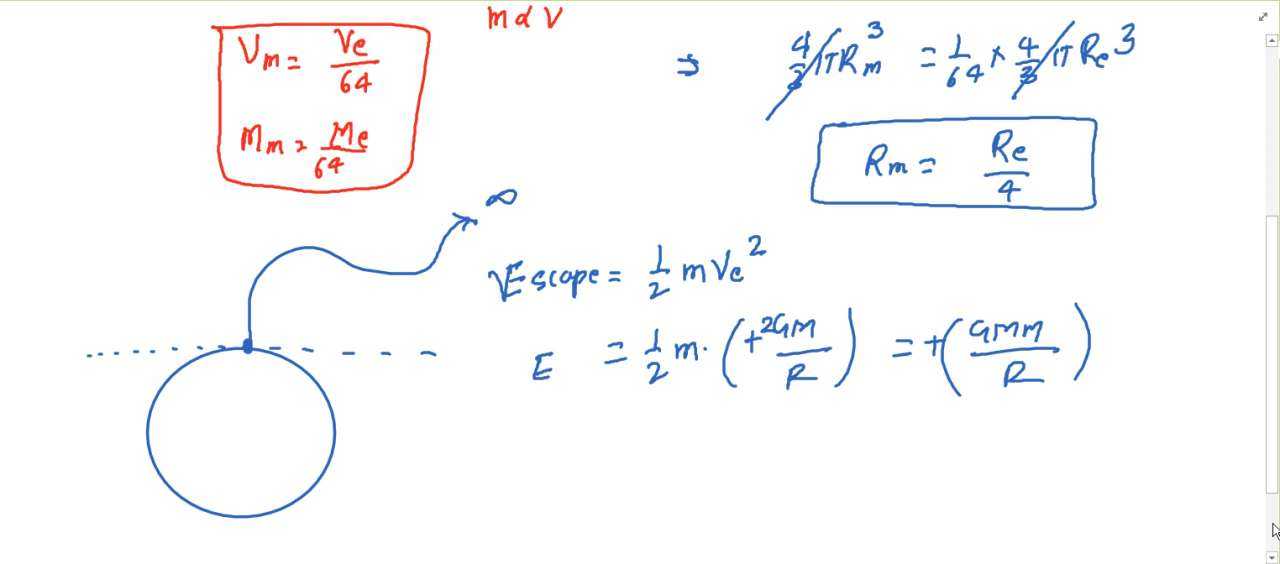 m α V
Vm = Ve/64
Mm = Me/64
⇒ 4/3 πRm³ = 1/64 × 4/3 πRe³
Rm = Re/4
∞
VEscape = 1/2 mVe²
E = 1/2 m · (+2GM/R) = +(GMm/R)